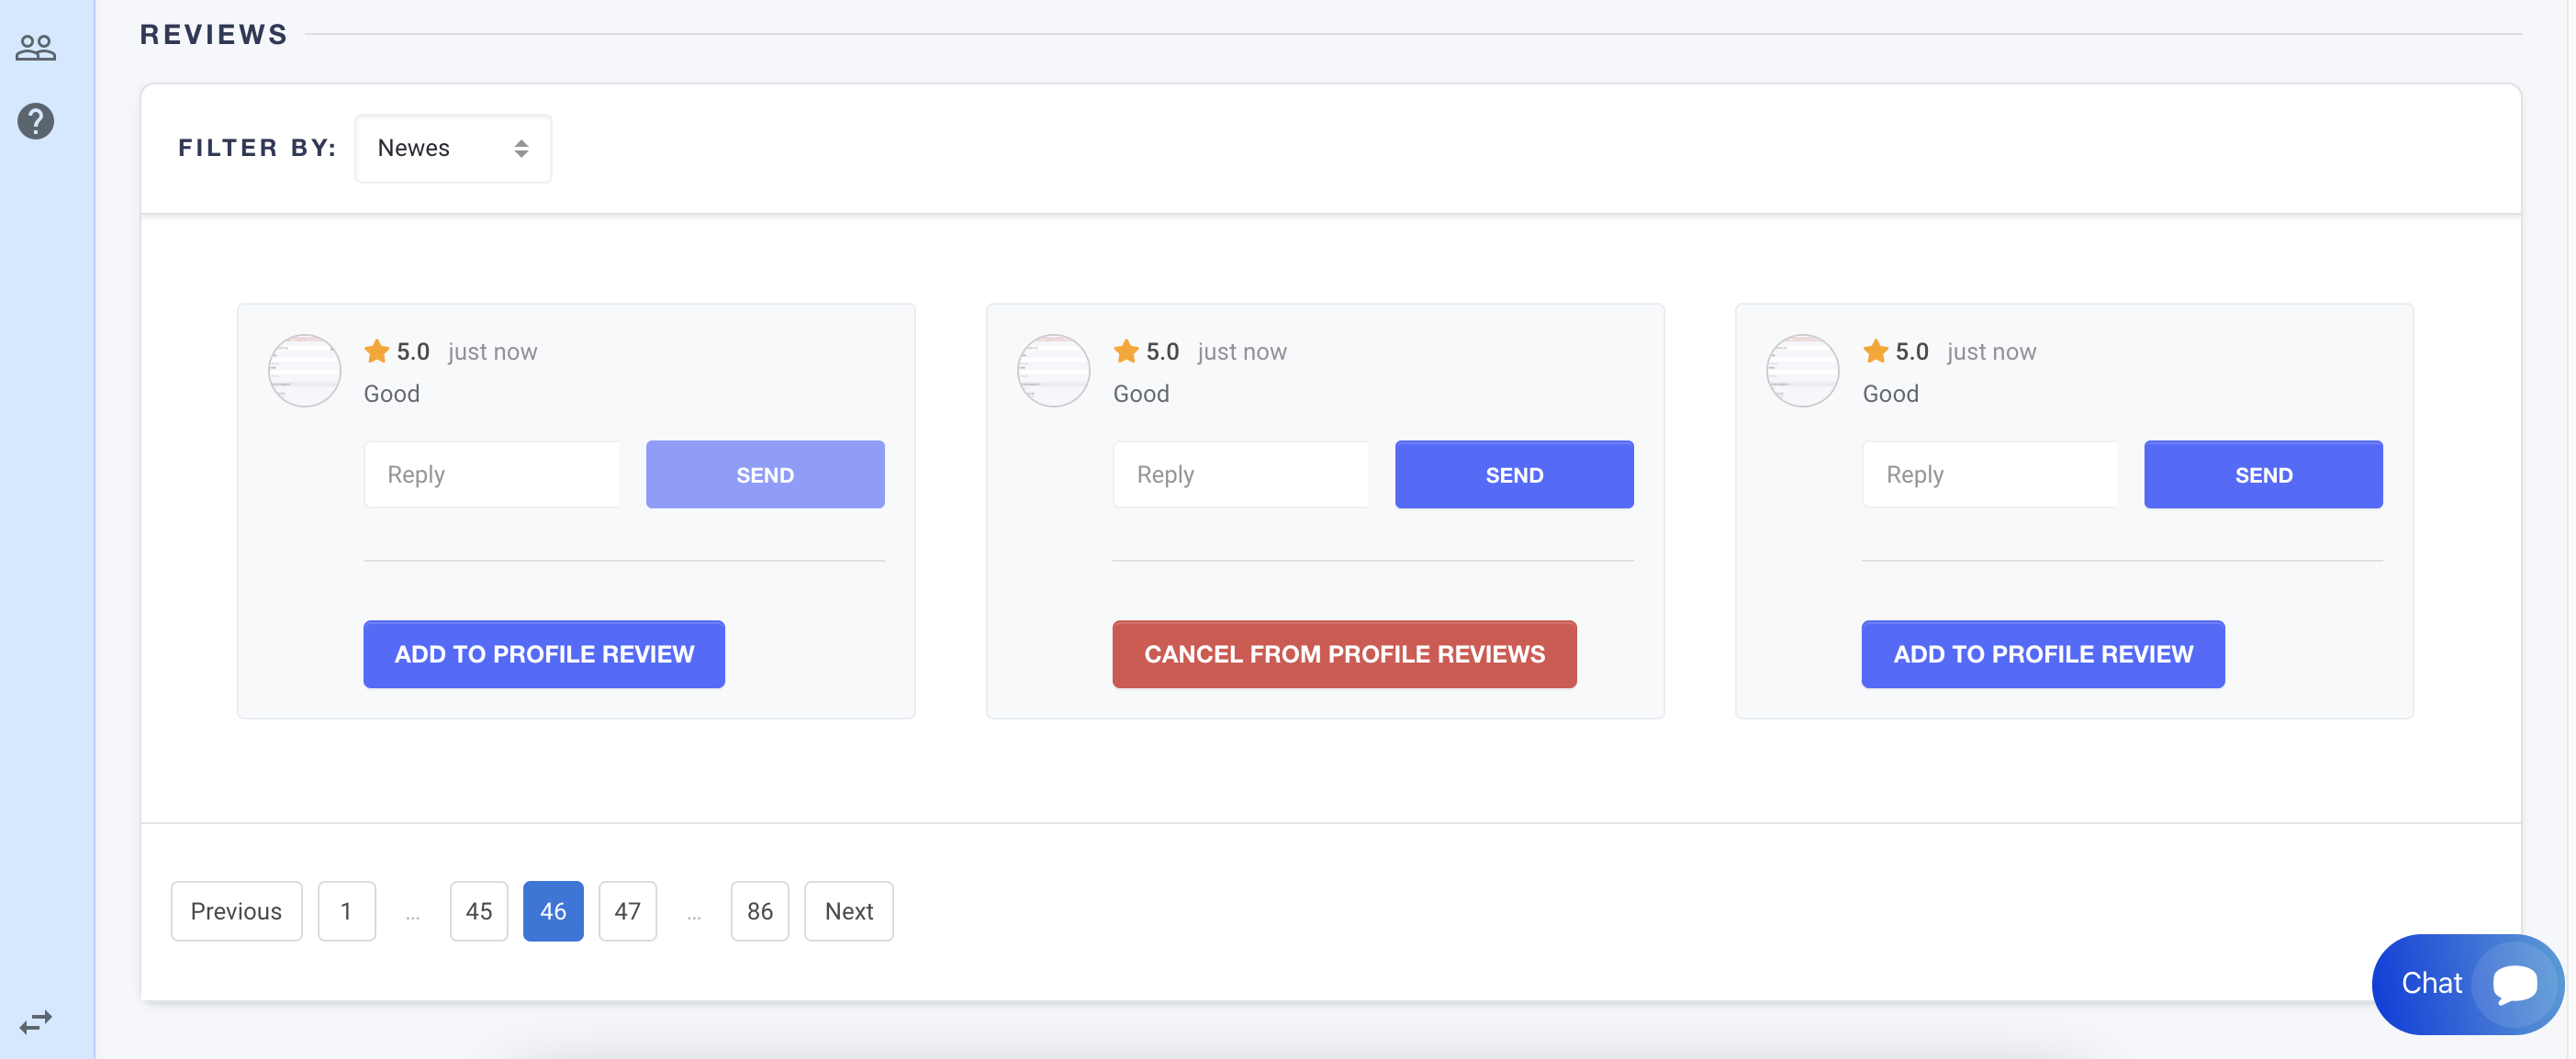 REVIEWS
FILTER BY: Newes
5.0 just now
Good
Reply SEND
ADD TO PROFILE REVIEW
5.0 just now
Good
Reply SEND
CANCEL FROM PROFILE REVIEWS
5.0 just now
Good
Reply SEND
ADD TO PROFILE REVIEW
Previous 1 ... 45 46 47 ... 86 Next
Chat